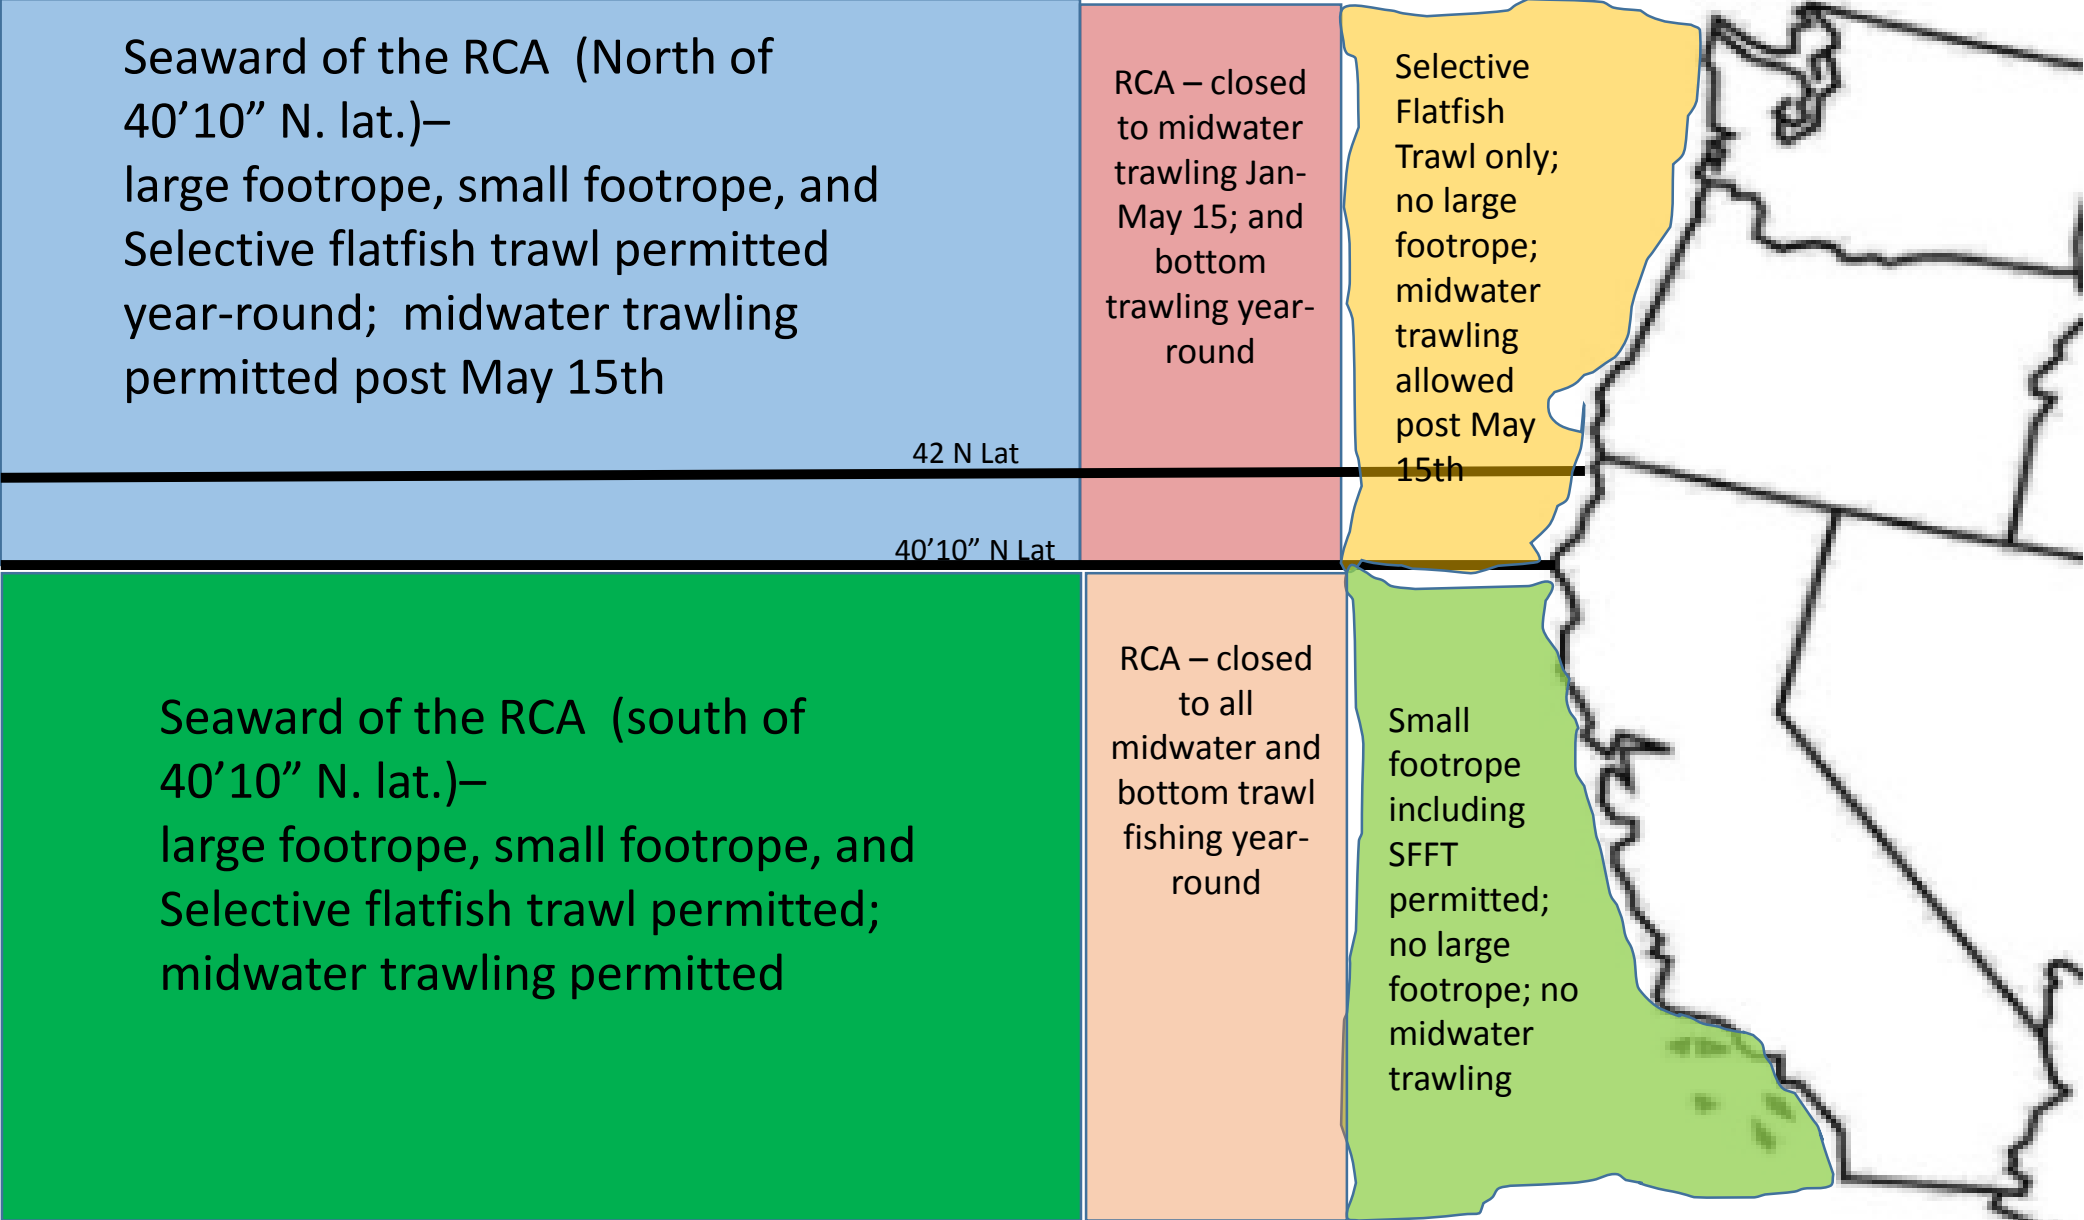 Seaward of the RCA  (North of
40’10” N. lat.)–
large footrope, small footrope, and
Selective flatfish trawl permitted
year-round;  midwater trawling
permitted post May 15th
RCA – closed
to midwater
trawling Jan-
May 15; and
bottom
trawling year-
round
Selective
Flatfish
Trawl only;
no large
footrope;
midwater
trawling
allowed
post May
15th
42 N Lat
40’10” N Lat
Seaward of the RCA  (south of
40’10” N. lat.)–
large footrope, small footrope, and
Selective flatfish trawl permitted;
midwater trawling permitted
RCA – closed
to all
midwater and
bottom trawl
fishing year-
round
Small
footrope
including
SFFT
permitted;
no large
footrope; no
midwater
trawling